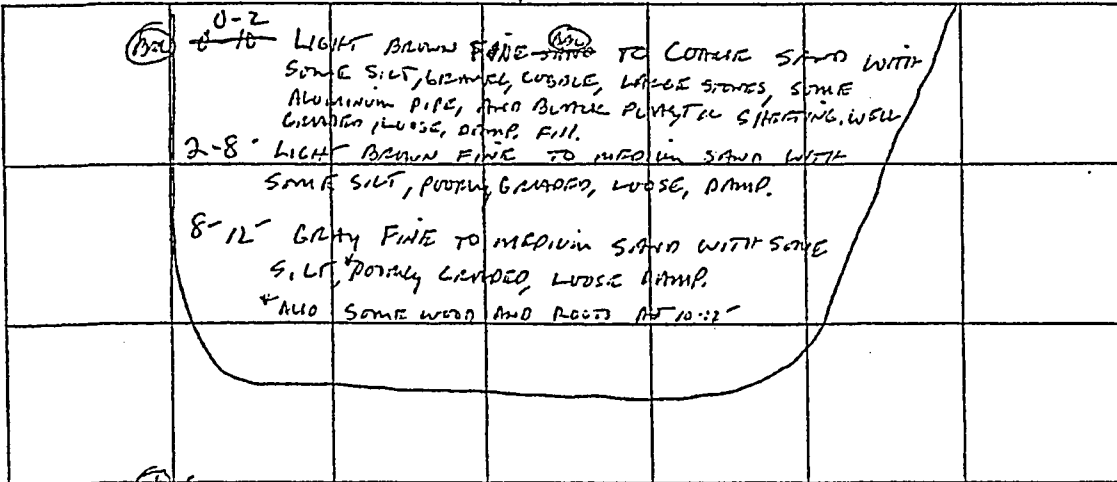 0-2
LIGHT BROWN FINE TO COARSE SAND WITH
SOME SILT, GRAVEL, COBBLE, LARGE STONES, SOME
ALUMINUM PIPE, AND BLACK PLASTIC SHEETING. WELL
GRADED, LOOSE, DAMP. FILL.
2-8' LIGHT BROWN FINE TO MEDIUM SAND WITH
SOME SILT, POORLY GRADED, LOOSE, DAMP.
8-12' GRAY FINE TO MEDIUM SAND WITH SOME
SILT,* POORLY GRADED, LOOSE DAMP.
*ALSO SOME WOOD AND ROOTS AT 10-12'